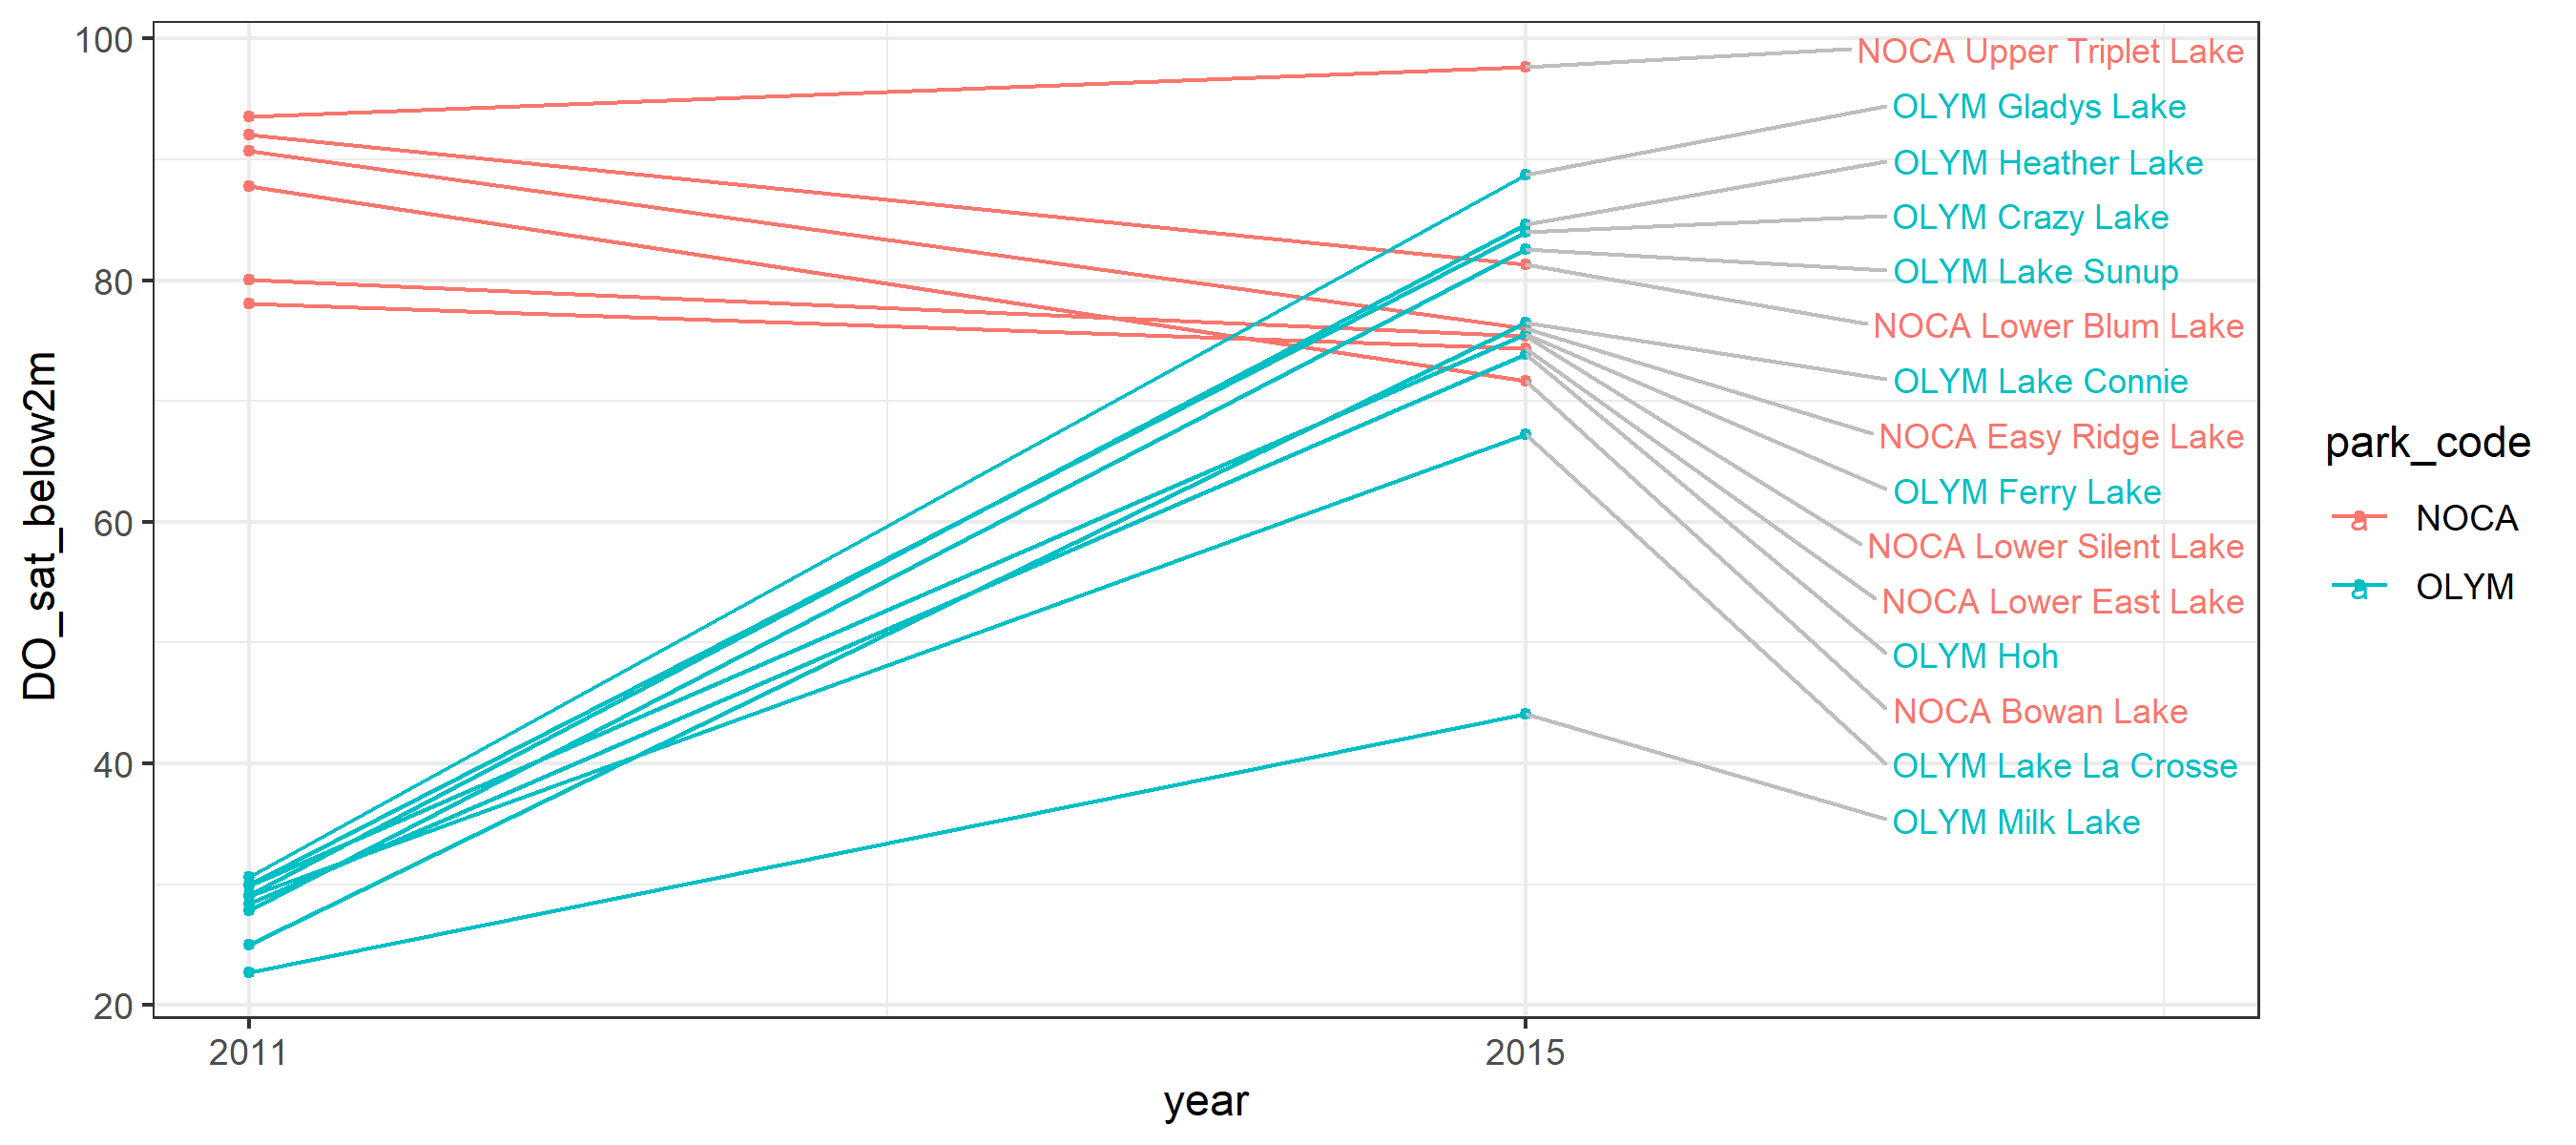 DO_sat_below2m
100
80
60
40
20
2011
2015
year
NOCA Upper Triplet Lake
OLYM Gladys Lake
OLYM Heather Lake
OLYM Crazy Lake
OLYM Lake Sunup
NOCA Lower Blum Lake
OLYM Lake Connie
NOCA Easy Ridge Lake
OLYM Ferry Lake
NOCA Lower Silent Lake
NOCA Lower East Lake
OLYM Hoh
NOCA Bowan Lake
OLYM Lake La Crosse
OLYM Milk Lake
park_code
a NOCA
a OLYM